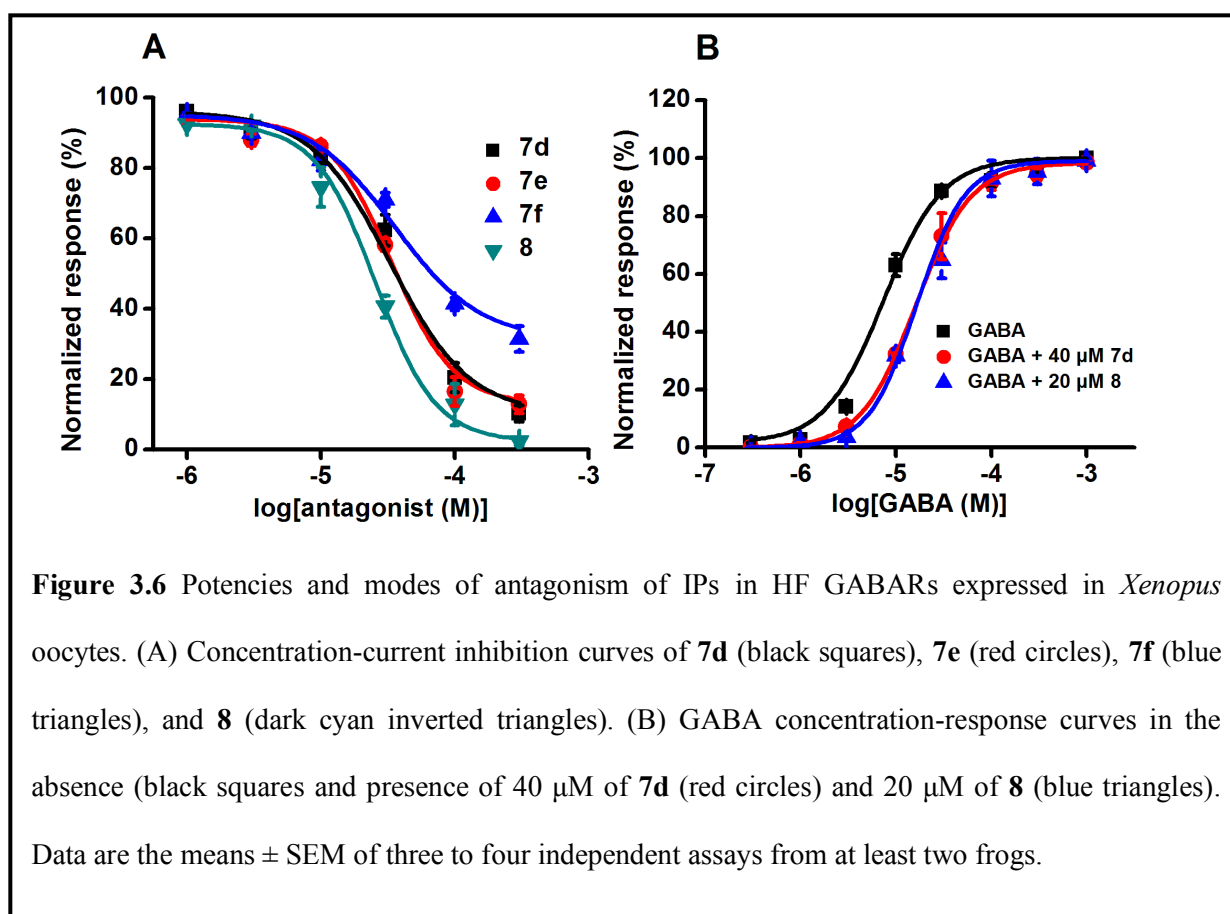 A
B
100
80
60
40
20
0
Normalized response (%)
7d
7e
7f
8
-6
-5
-4
-3
log[antagonist (M)]
120
100
80
60
40
20
0
Normalized response (%)
GABA
GABA + 40 μM 7d
GABA + 20 μM 8
-7
-6
-5
-4
-3
log[GABA (M)]
Figure 3.6 Potencies and modes of antagonism of IPs in HF GABARs expressed in Xenopus
oocytes. (A) Concentration-current inhibition curves of 7d (black squares), 7e (red circles), 7f (blue
triangles), and 8 (dark cyan inverted triangles). (B) GABA concentration-response curves in the
absence (black squares and presence of 40 μM of 7d (red circles) and 20 μM of 8 (blue triangles).
Data are the means ± SEM of three to four independent assays from at least two frogs.